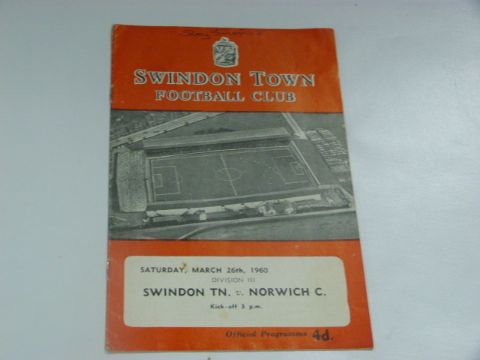 SWINDON TOWN
FOOTBALL CLUB
SATURDAY, MARCH 26th, 1960
DIVISION III
SWINDON TN. v. NORWICH C.
Kick-off 3 p.m.
Official Programme 4d.